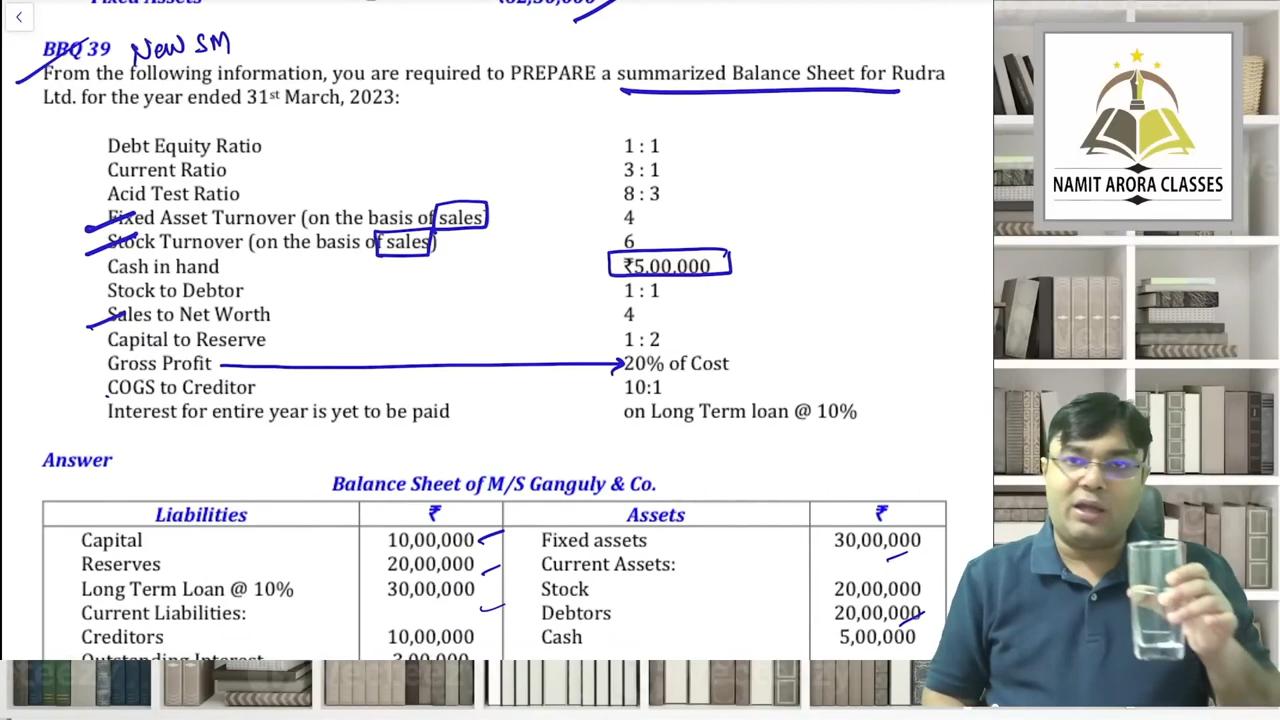 Fixed Assets
BBQ 39 New SM
From the following information, you are required to PREPARE a summarized Balance Sheet for Rudra
Ltd. for the year ended 31st March, 2023:
Debt Equity Ratio 1 : 1
Current Ratio 3 : 1
Acid Test Ratio 8 : 3
Fixed Asset Turnover (on the basis of sales) 4
Stock Turnover (on the basis of sales) 6
Cash in hand ₹5,00,000
Stock to Debtor 1 : 1
Sales to Net Worth 4
Capital to Reserve 1 : 2
Gross Profit 20% of Cost
COGS to Creditor 10:1
Interest for entire year is yet to be paid on Long Term loan @ 10%
Answer
Balance Sheet of M/S Ganguly & Co.
Liabilities ₹ Assets ₹
Capital 10,00,000 Fixed assets 30,00,000
Reserves 20,00,000 Current Assets:
Long Term Loan @ 10% 30,00,000 Stock 20,00,000
Current Liabilities: Debtors 20,00,000
Creditors 10,00,000 Cash 5,00,000
Outstanding Interest 3,00,000
NAMIT ARORA CLASSES